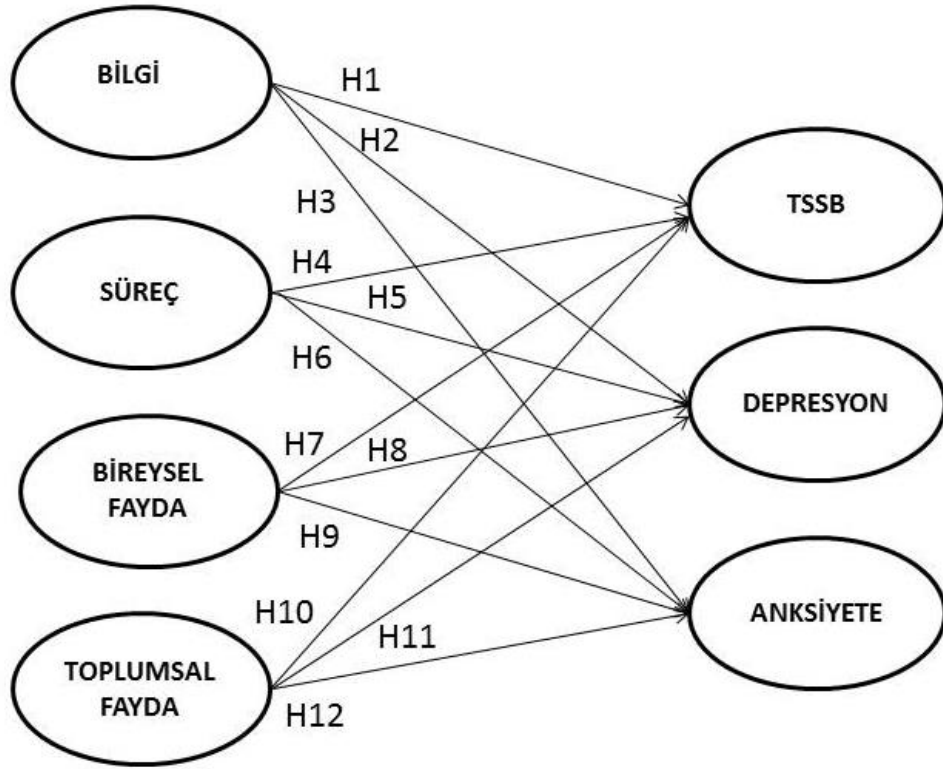 BİLGİ
H1
H2
TSSB
H3
SÜREÇ
H4
H5
H6
DEPRESYON
BİREYSEL
FAYDA
H7
H8
H9
ANKSİYETE
H10
H11
TOPLUMSAL
FAYDA
H12